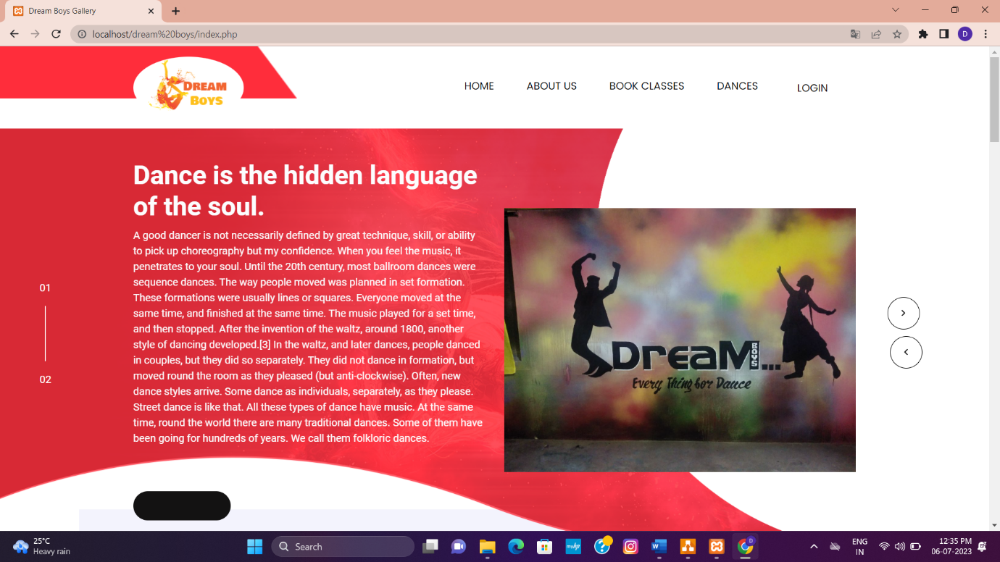 Dream Boys Gallery
localhost/dream%20boys/index.php
D
DREAM
BOYS
HOME
ABOUT US
BOOK CLASSES
DANCES
LOGIN
Dance is the hidden language
of the soul.
A good dancer is not necessarily defined by great technique, skill, or ability
to pick up choreography but my confidence. When you feel the music, it
penetrates to your soul. Until the 20th century, most ballroom dances were
sequence dances. The way people moved was planned in set formation.
These formations were usually lines or squares. Everyone moved at the
same time, and finished at the same time. The music played for a set time,
and then stopped. After the invention of the waltz, around 1800, another
style of dancing developed.[3] In the waltz, and later dances, people danced
in couples, but they did so separately. They did not dance in formation, but
moved round the room as they pleased (but anti-clockwise). Often, new
dance styles arrive. Some dance as individuals, separately, as they please.
Street dance is like that. All these types of dance have music. At the same
time, round the world there are many traditional dances. Some of them have
been going for hundreds of years. We call them folkloric dances.
01
02
DreaM BOYS...
Every Thing for Dance
25°C
Heavy rain
Search
myhp
W
D
ENG
IN
12:35 PM
06-07-2023